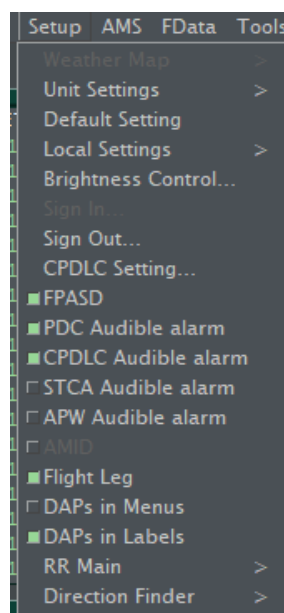 Setup AMS FData Tools
Weather Map >
Unit Settings >
Default Setting
Local Settings >
Brightness Control...
Sign In...
Sign Out...
CPDLC Setting...
FPASD
PDC Audible alarm
CPDLC Audible alarm
STCA Audible alarm
APW Audible alarm
AMID
Flight Leg
DAPs in Menus
DAPs in Labels
RR Main >
Direction Finder >